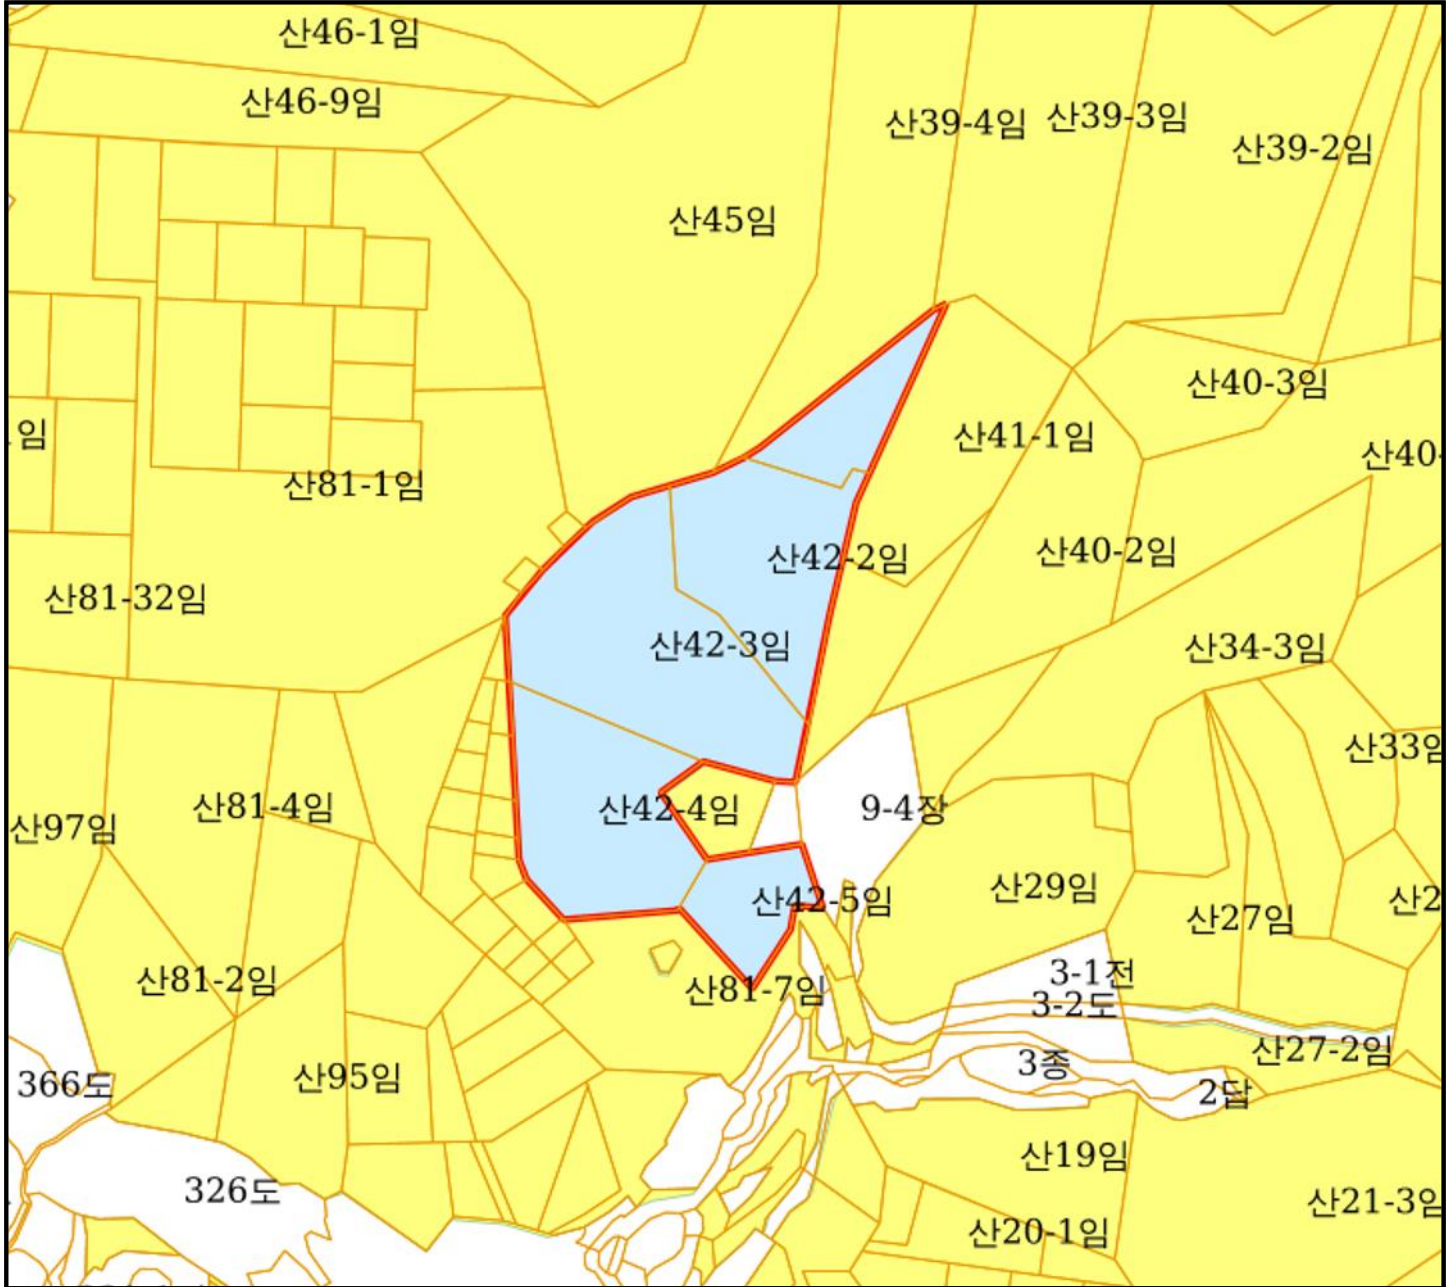 산46-1임
산46-9임
산39-4임
산39-3임
산39-2임
산45임
산40-3임
산41-1임
임
산40-
산81-1임
산42-2임
산40-2임
산81-32임
산42-3임
산34-3임
산33임
산97임
산81-4임
산42-4임
9-4장
산29임
산2
산42-5임
산27임
산81-2임
산81-7임
3-1전
3-2도
산27-2임
366도
산95임
3종
2답
산19임
326도
산21-3임
산20-1임